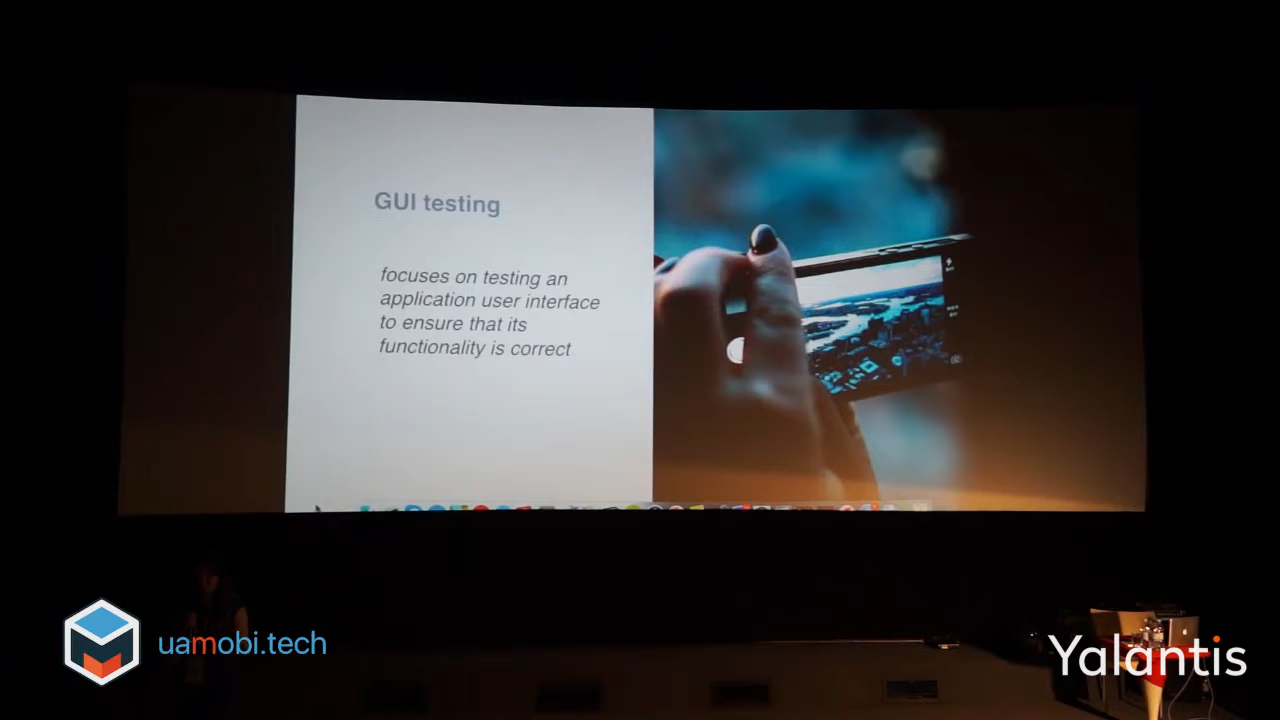 GUI testing
focuses on testing an
application user interface
to ensure that its
functionality is correct
uamobi.tech
Yalantis